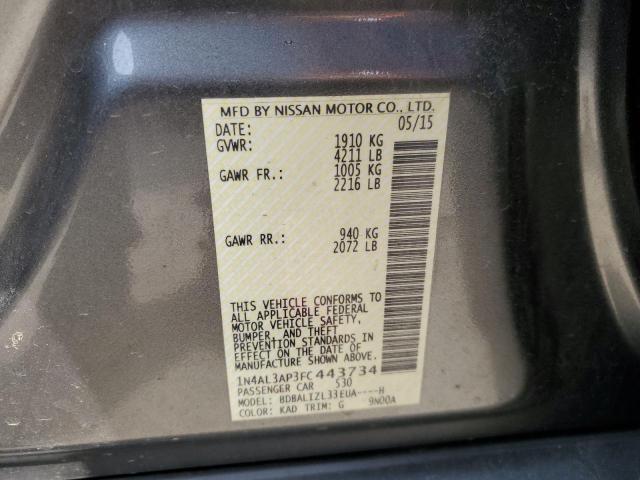 MFD BY NISSAN MOTOR CO., LTD.
DATE: 05/15
GVWR: 1910 KG
4211 LB
GAWR FR.: 1005 KG
2216 LB
GAWR RR.: 940 KG
2072 LB
THIS VEHICLE CONFORMS TO
ALL APPLICABLE FEDERAL
MOTOR VEHICLE SAFETY,
BUMPER, AND THEFT
PREVENTION STANDARDS IN
EFFECT ON THE DATE OF
MANUFACTURE SHOWN ABOVE.
1N4AL3AP3FC443734
PASSENGER CAR 530
MODEL: BDBALIZL33EUA----H
COLOR: KAD TRIM: G 9N00A